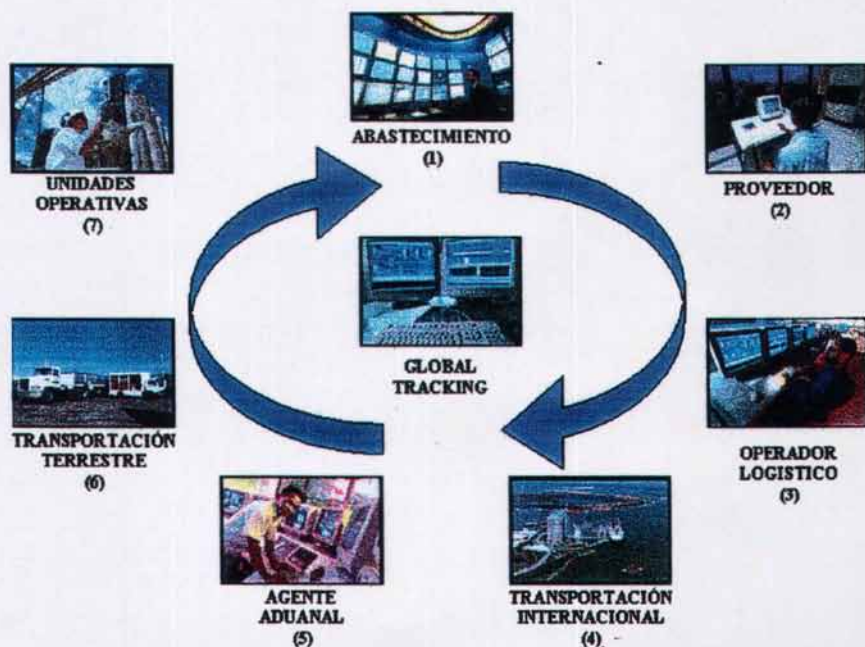 ABASTECIMIENTO
(1)
PROVEEDOR
(2)
OPERADOR
LOGISTICO
(3)
TRANSPORTACIÓN
INTERNACIONAL
(4)
AGENTE
ADUANAL
(5)
TRANSPORTACIÓN
TERRESTRE
(6)
UNIDADES
OPERATIVAS
(7)
GLOBAL
TRACKING